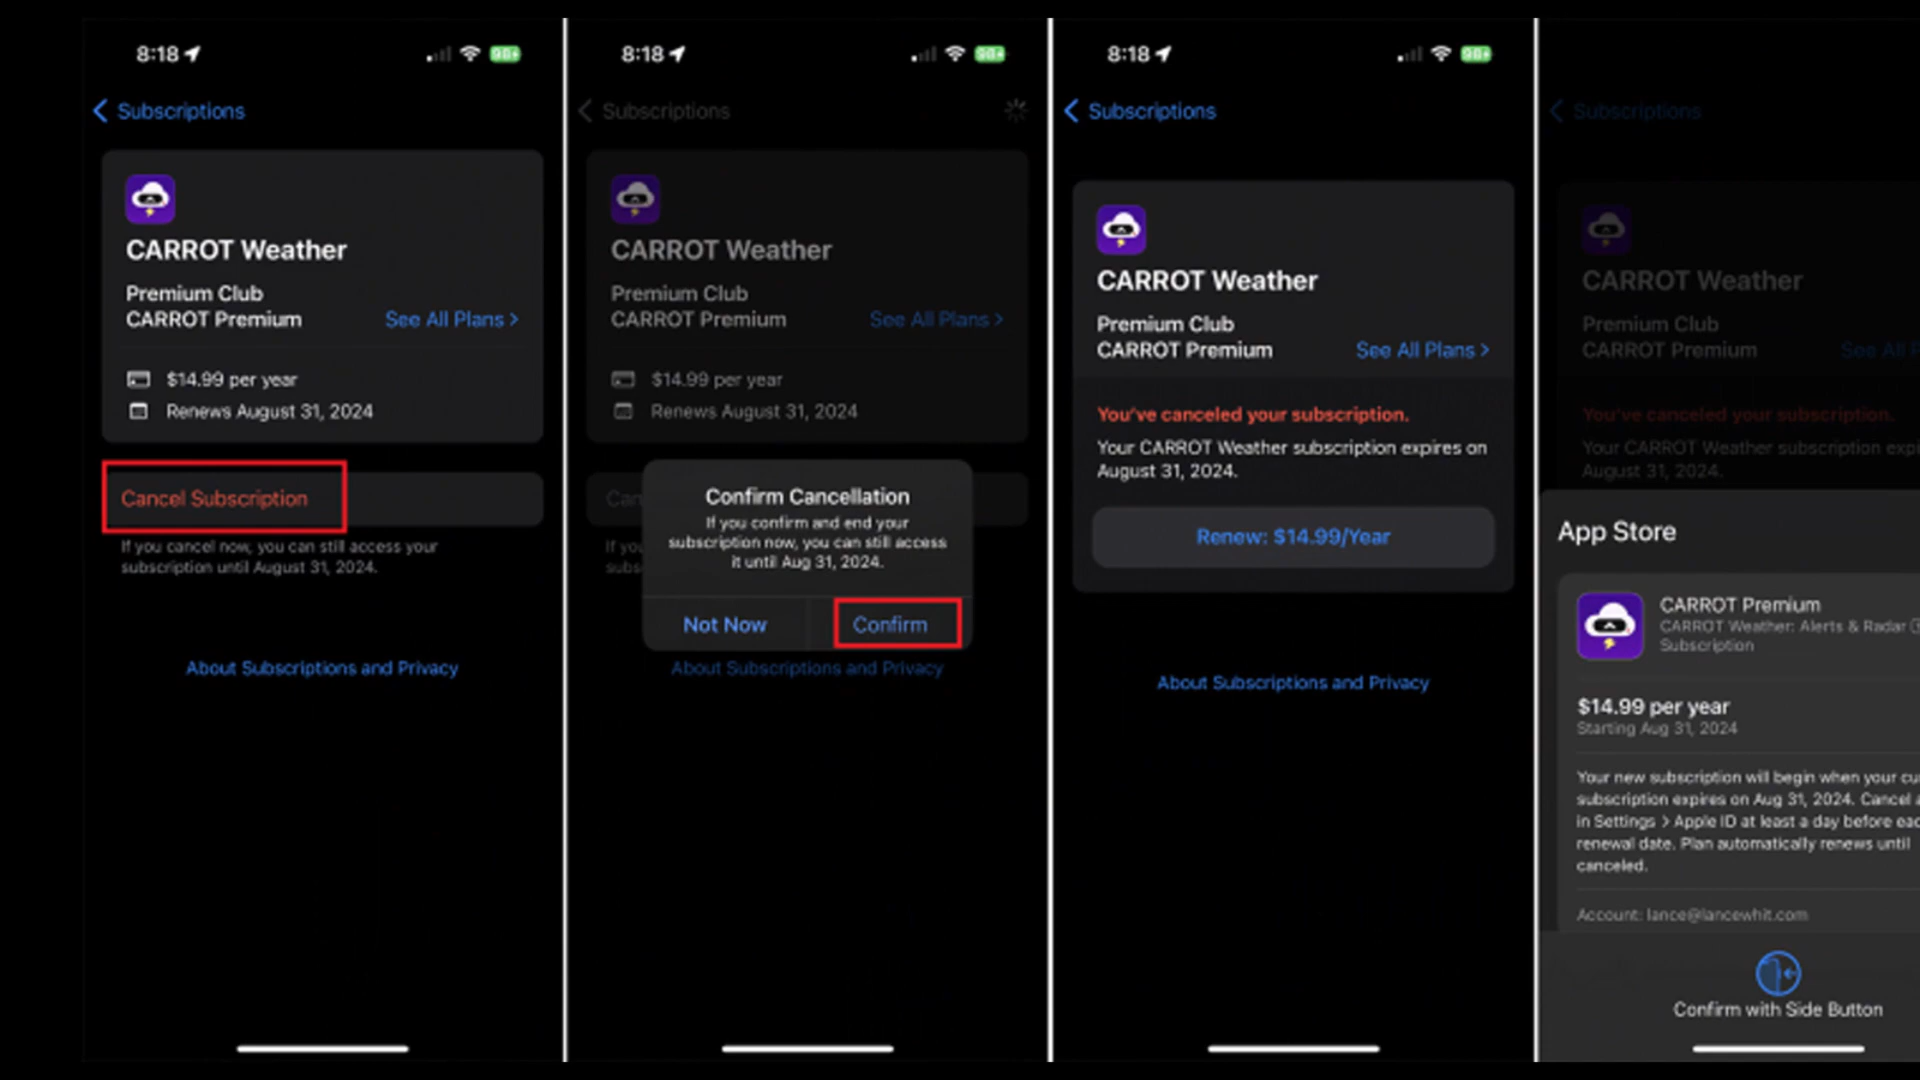 8:18
98+
Subscriptions
CARROT Weather
Premium Club
CARROT Premium
See All Plans >
$14.99 per year
Renews August 31, 2024
Cancel Subscription
If you cancel now, you can still access your
subscription until August 31, 2024.
About Subscriptions and Privacy
8:18
98+
Subscriptions
CARROT Weather
Premium Club
CARROT Premium
See All Plans >
$14.99 per year
Renews August 31, 2024
Can
If you
subs
Confirm Cancellation
If you confirm and end your
subscription now, you can still access
it until Aug 31, 2024.
Not Now
Confirm
About Subscriptions and Privacy
8:18
98+
Subscriptions
CARROT Weather
Premium Club
CARROT Premium
See All Plans >
You've canceled your subscription.
Your CARROT Weather subscription expires on
August 31, 2024.
Renew: $14.99/Year
About Subscriptions and Privacy
Subscriptions
CARROT Weather
Premium Club
CARROT Premium
See All P
You've canceled your subscription.
Your CARROT Weather subscription expi
August 31, 2024.
App Store
CARROT Premium
CARROT Weather: Alerts & Radar
Subscription
$14.99 per year
Starting Aug 31, 2024
Your new subscription will begin when your cu
subscription expires on Aug 31, 2024. Cancel a
in Settings > Apple ID at least a day before eac
renewal date. Plan automatically renews until
canceled.
Account: lance@lancewhit.com
Confirm with Side Button